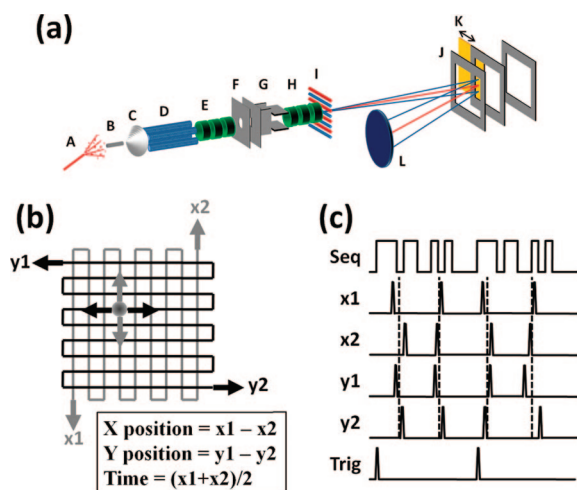 (a)
A
B
C
D
E
F
G
H
I
J
K
L
(b)
x2
y1
y2
x1
X position = x1 – x2
Y position = y1 – y2
Time = (x1+x2)/2
(c)
Seq
x1
x2
y1
y2
Trig